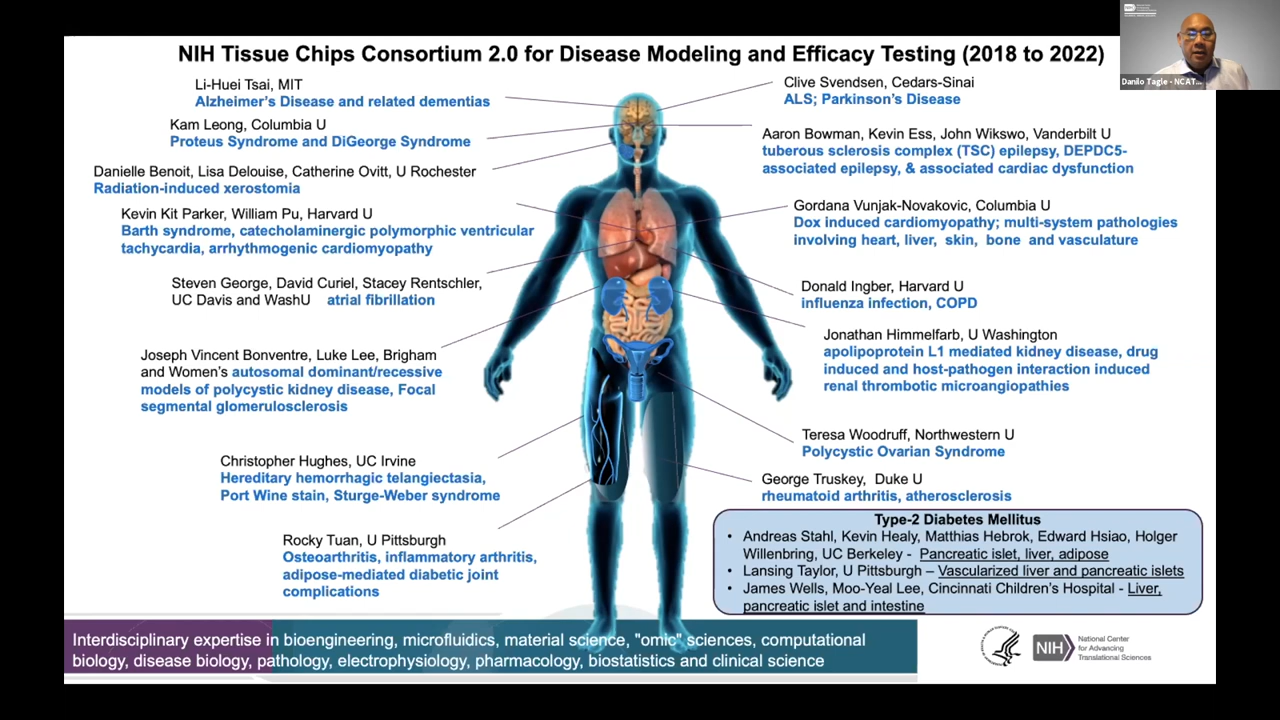 NIH Tissue Chips Consortium 2.0 for Disease Modeling and Efficacy Testing (2018 to 2022)
Li-Huei Tsai, MIT
Alzheimer's Disease and related dementias
Kam Leong, Columbia U
Proteus Syndrome and DiGeorge Syndrome
Danielle Benoit, Lisa Delouise, Catherine Ovitt, U Rochester
Radiation-induced xerostomia
Kevin Kit Parker, William Pu, Harvard U
Barth syndrome, catecholaminergic polymorphic ventricular
tachycardia, arrhythmogenic cardiomyopathy
Steven George, David Curiel, Stacey Rentschler,
UC Davis and WashU atrial fibrillation
Joseph Vincent Bonventre, Luke Lee, Brigham
and Women's autosomal dominant/recessive
models of polycystic kidney disease, Focal
segmental glomerulosclerosis
Christopher Hughes, UC Irvine
Hereditary hemorrhagic telangiectasia,
Port Wine stain, Sturge-Weber syndrome
Rocky Tuan, U Pittsburgh
Osteoarthritis, inflammatory arthritis,
adipose-mediated diabetic joint
complications
Clive Svendsen, Cedars-Sinai
ALS; Parkinson's Disease
Aaron Bowman, Kevin Ess, John Wikswo, Vanderbilt U
tuberous sclerosis complex (TSC) epilepsy, DEPDC5-
associated epilepsy, & associated cardiac dysfunction
Gordana Vunjak-Novakovic, Columbia U
Dox induced cardiomyopathy; multi-system pathologies
involving heart, liver, skin, bone and vasculature
Donald Ingber, Harvard U
influenza infection, COPD
Jonathan Himmelfarb, U Washington
apolipoprotein L1 mediated kidney disease, drug
induced and host-pathogen interaction induced
renal thrombotic microangiopathies
Teresa Woodruff, Northwestern U
Polycystic Ovarian Syndrome
George Truskey, Duke U
rheumatoid arthritis, atherosclerosis
Type-2 Diabetes Mellitus
• Andreas Stahl, Kevin Healy, Matthias Hebrok, Edward Hsiao, Holger
Willenbring, UC Berkeley - Pancreatic islet, liver, adipose
• Lansing Taylor, U Pittsburgh – Vascularized liver and pancreatic islets
• James Wells, Moo-Yeal Lee, Cincinnati Children's Hospital - Liver,
pancreatic islet and intestine
Interdisciplinary expertise in bioengineering, microfluidics, material science, "omic" sciences, computational
biology, disease biology, pathology, electrophysiology, pharmacology, biostatistics and clinical science
NIH
National Center
for Advancing
Translational Sciences
NIH
Danilo Tagle - NCAT...